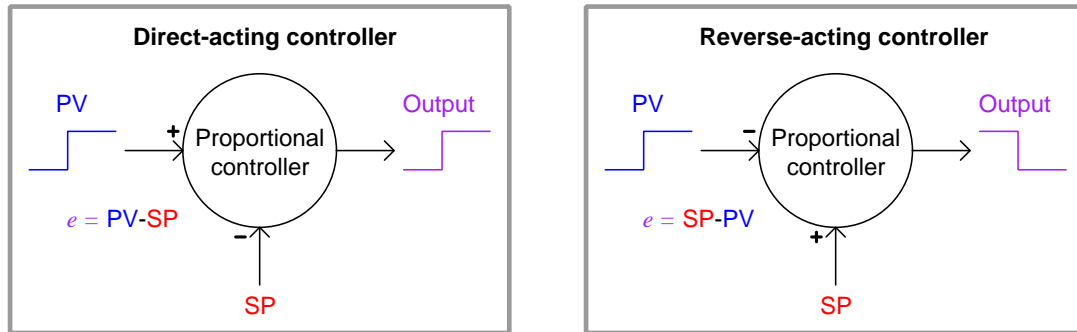 Direct-acting controller
PV
Output
+
Proportional
controller
e = PV-SP
-
SP
Reverse-acting controller
PV
Output
-
Proportional
controller
e = SP-PV
+
SP